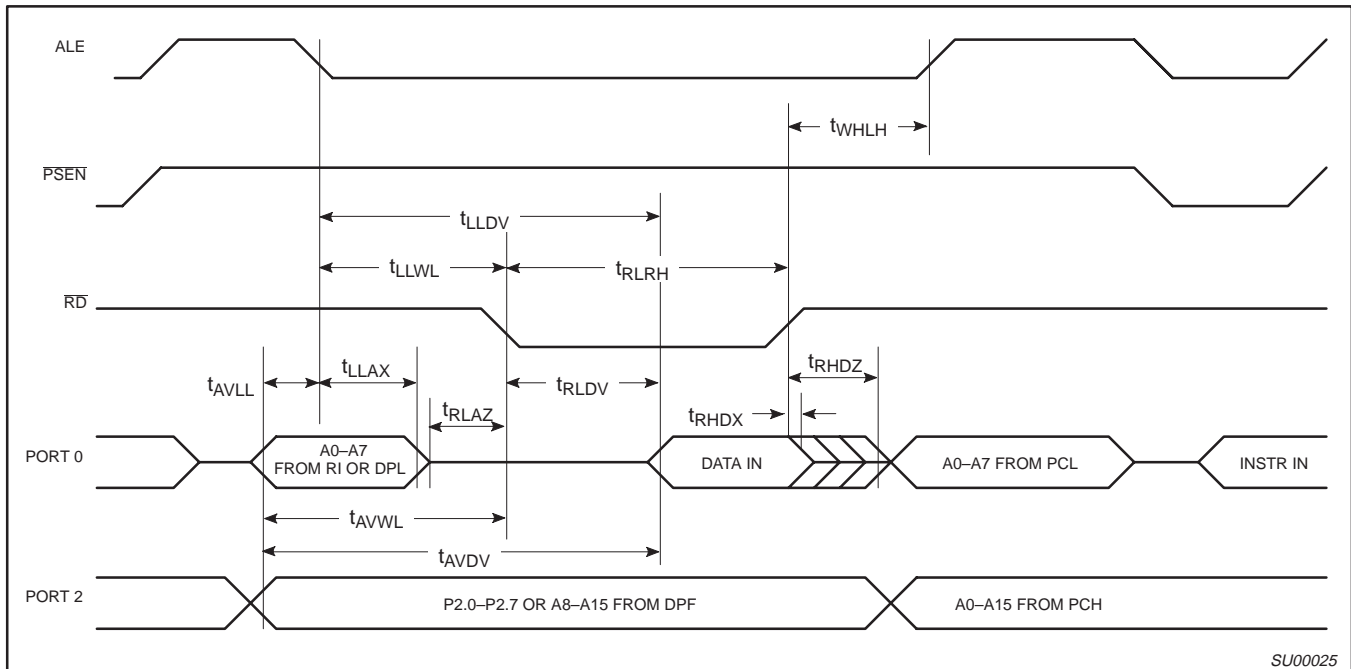 ALE
tWHLH
PSEN
tLLDV
tLLWL
tRLRH
RD
tAVLL
tLLAX
tRLAZ
tRLDV
tRHDZ
tRHDX
PORT 0
A0–A7
FROM RI OR DPL
DATA IN
A0–A7 FROM PCL
INSTR IN
tAVWL
tAVDV
PORT 2
P2.0–P2.7 OR A8–A15 FROM DPF
A0–A15 FROM PCH
SU00025